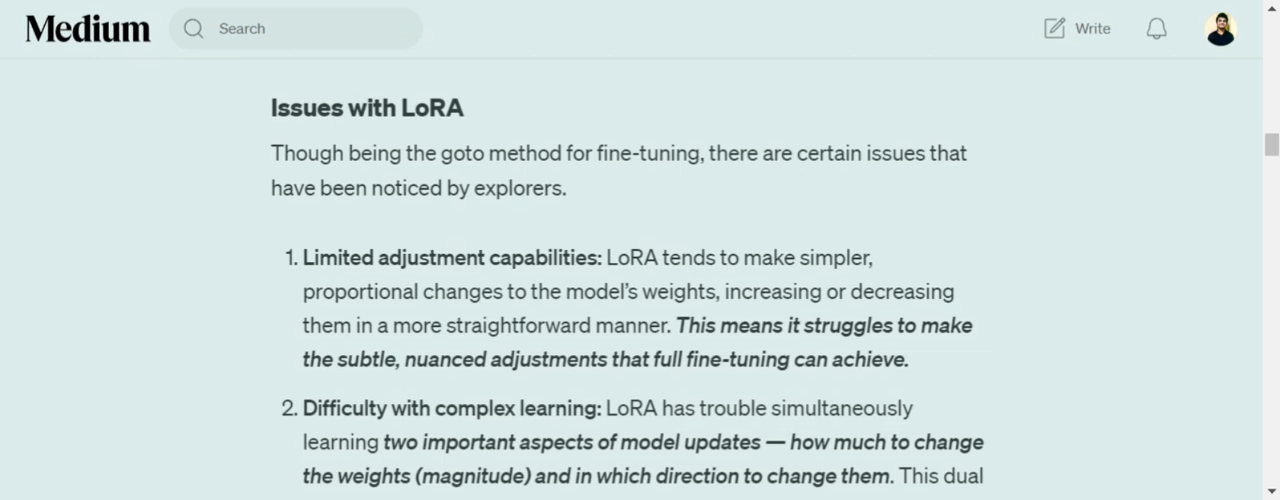 Medium
Search
Write
Issues with LoRA
Though being the goto method for fine-tuning, there are certain issues that
have been noticed by explorers.
1. Limited adjustment capabilities: LoRA tends to make simpler,
proportional changes to the model’s weights, increasing or decreasing
them in a more straightforward manner. This means it struggles to make
the subtle, nuanced adjustments that full fine-tuning can achieve.
2. Difficulty with complex learning: LoRA has trouble simultaneously
learning two important aspects of model updates — how much to change
the weights (magnitude) and in which direction to change them. This dual